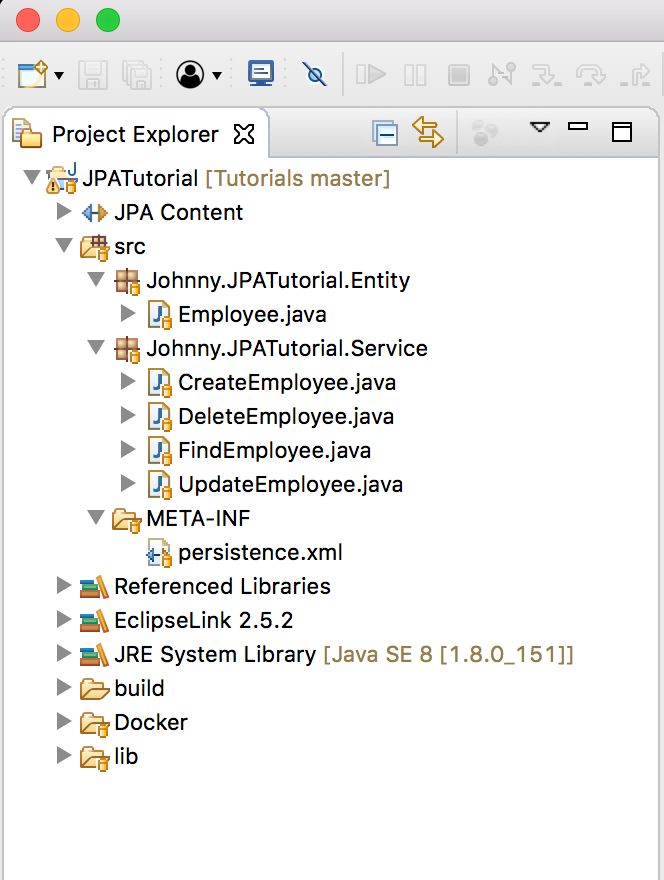 Project Explorer
JPATutorial [Tutorials master]
JPA Content
src
Johnny.JPATutorial.Entity
Employee.java
Johnny.JPATutorial.Service
CreateEmployee.java
DeleteEmployee.java
FindEmployee.java
UpdateEmployee.java
META-INF
persistence.xml
Referenced Libraries
EclipseLink 2.5.2
JRE System Library [Java SE 8 [1.8.0_151]]
build
Docker
lib